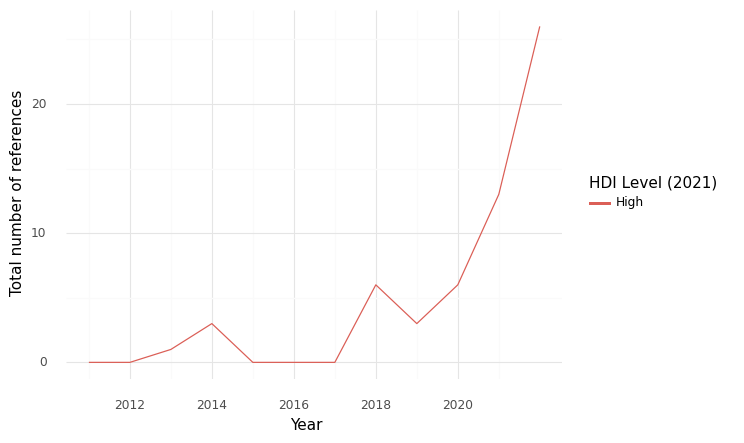 Total number of references
20
10
0
2012 2014 2016 2018 2020
Year
HDI Level (2021)
High